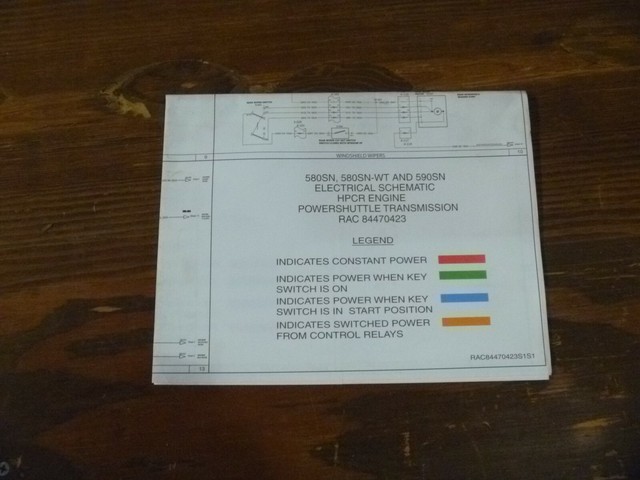 WINDSHIELD WIPERS
580SN, 580SN-WT AND 590SN
ELECTRICAL SCHEMATIC
HPCR ENGINE
POWERSHUTTLE TRANSMISSION
RAC 84470423
LEGEND
INDICATES CONSTANT POWER
INDICATES POWER WHEN KEY
SWITCH IS ON
INDICATES POWER WHEN KEY
SWITCH IS IN START POSITION
INDICATES SWITCHED POWER
FROM CONTROL RELAYS
RAC84470423S1S1